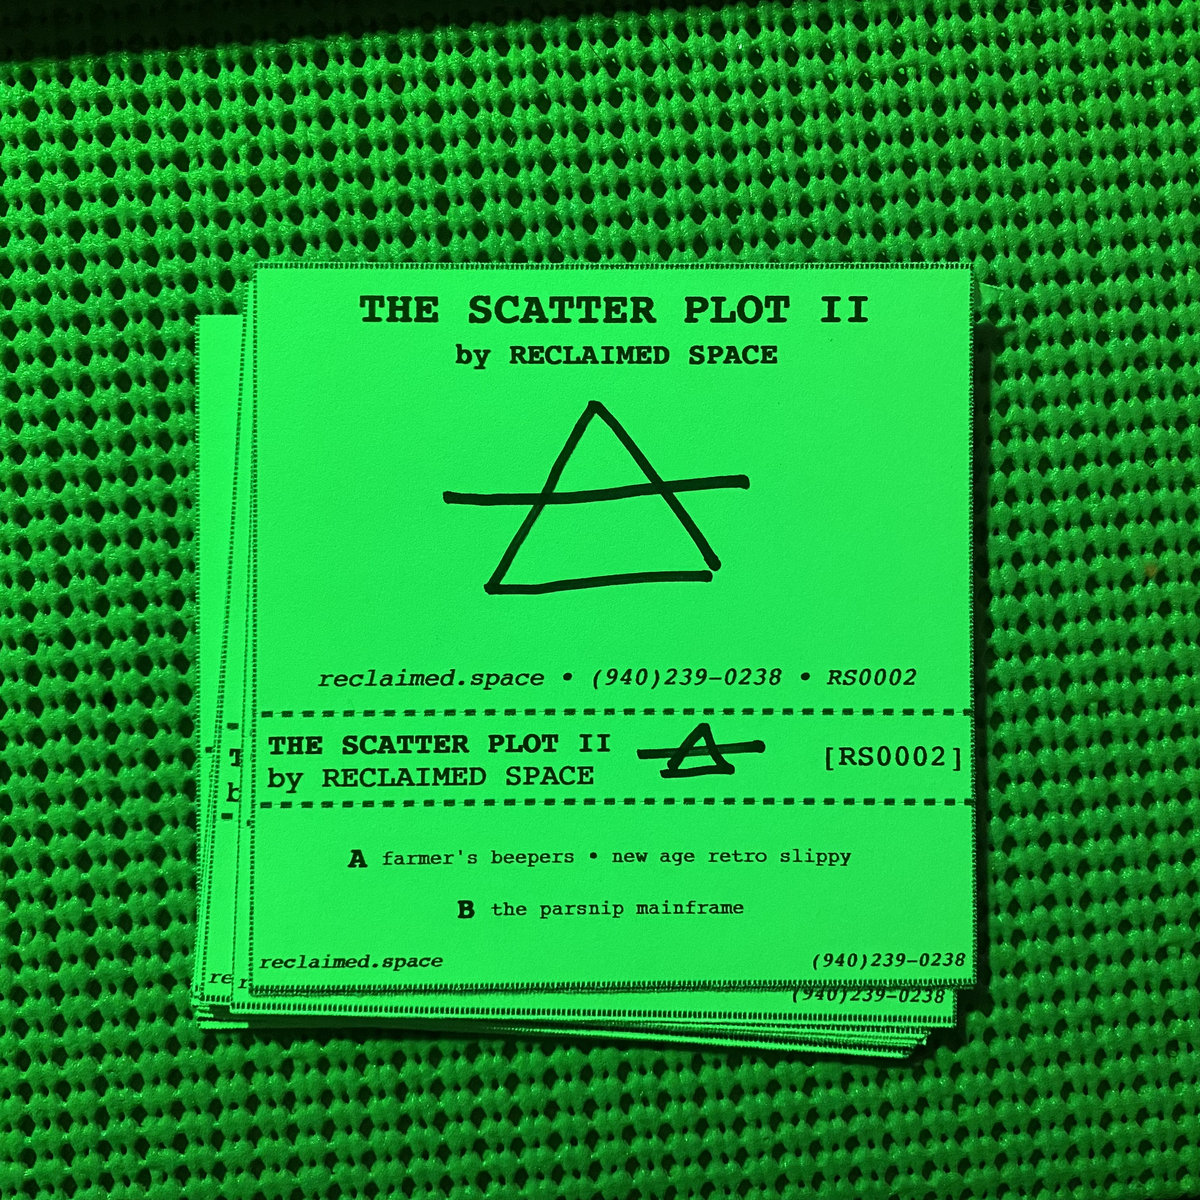 THE SCATTER PLOT II
by RECLAIMED SPACE
reclaimed.space • (940)239-0238 • RS0002
THE SCATTER PLOT II
by RECLAIMED SPACE
[RS0002]
A farmer's beepers • new age retro slippy
B the parsnip mainframe
reclaimed.space
(940)239-0238
(940)239-0238